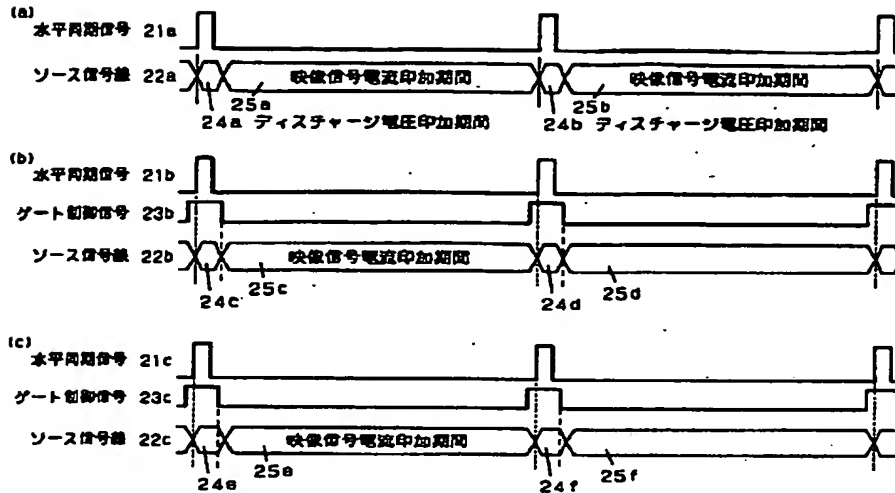 (a)
水平同期信号 21a
ソース信号線 22a 映像信号電流印加期間 映像信号電流印加期間
25a 25b
24a ディスチャージ電圧印加期間 24b ディスチャージ電圧印加期間
(b)
水平同期信号 21b
ゲート制御信号 23b
ソース信号線 22b 映像信号電流印加期間
24c 25c 24d 25d
(c)
水平同期信号 21c
ゲート制御信号 23c
ソース信号線 22c 映像信号電流印加期間
24e 25e 24f 25f